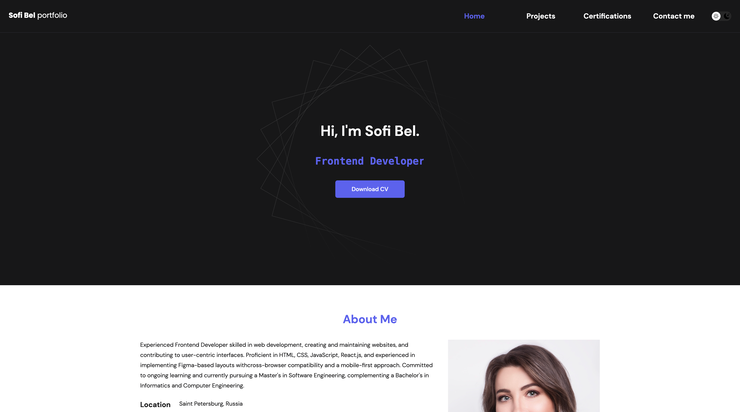 Sofi Bel portfolio
Home
Projects
Certifications
Contact me
Hi, I'm Sofi Bel.
Frontend Developer
Download CV
About Me
Experienced Frontend Developer skilled in web development, creating and maintaining websites, and
contributing to user-centric interfaces. Proficient in HTML, CSS, JavaScript, React.js, and experienced in
implementing Figma-based layouts withcross-browser compatibility and a mobile-first approach. Committed
to ongoing learning and currently pursuing a Master's in Software Engineering, complementing a Bachelor's in
Informatics and Computer Engineering.
Location Saint Petersburg, Russia